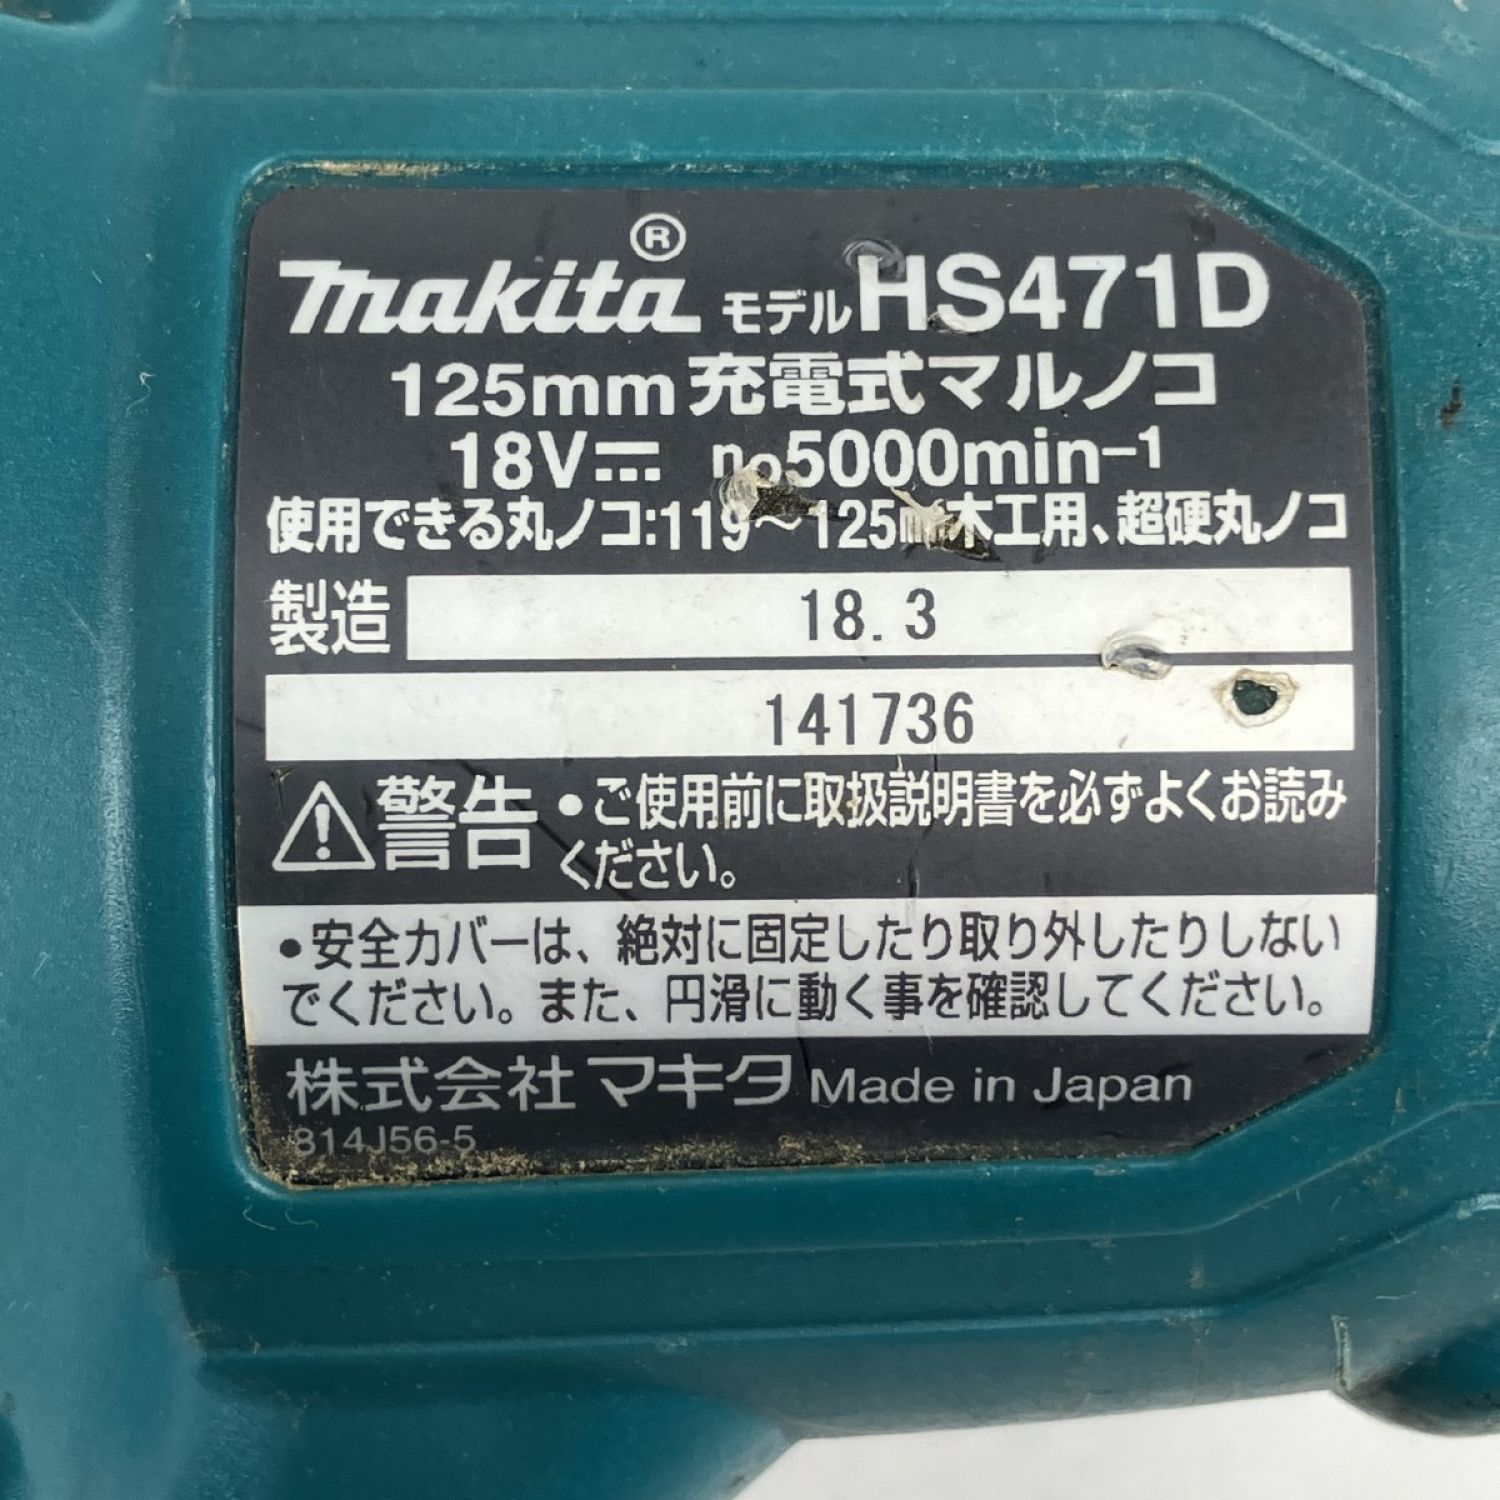 makita® モデルHS471D
125mm 充電式マルノコ
18V⎓ n₀5000min⁻¹
使用できる丸ノコ:119～125㎜木工用、超硬丸ノコ
製造 18.3
141736
⚠警告 •ご使用前に取扱説明書を必ずよくお読み
ください。
•安全カバーは、絶対に固定したり取り外したりしない
でください。また、円滑に動く事を確認してください。
株式会社マキタ Made in Japan
814J56-5